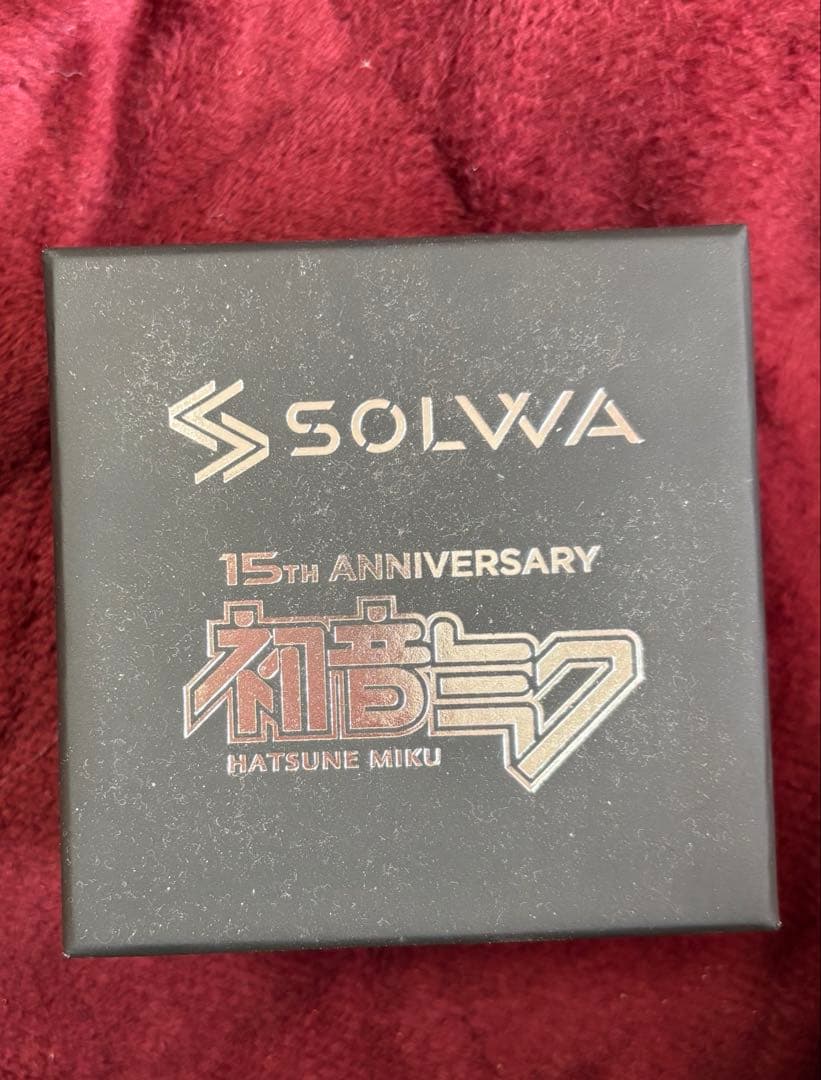 SOLWA
15TH ANNIVERSARY
初音ミク
HATSUNE MIKU